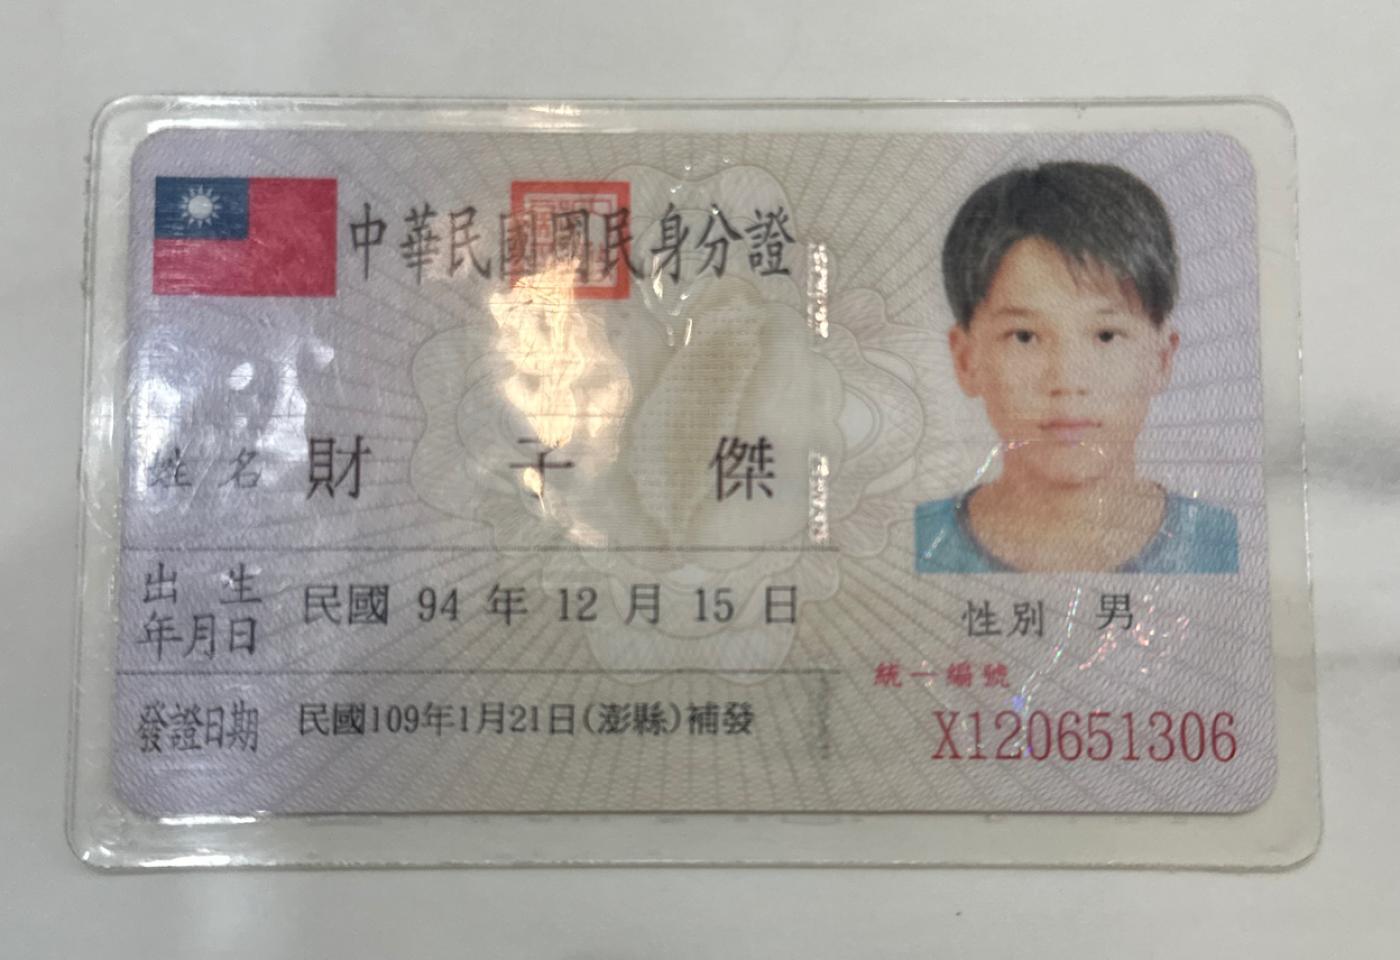 中華民國國民身分證
姓名 財子傑
出生年月日 民國 94 年 12 月 15 日
性別 男
統一編號
發證日期 民國109年1月21日(澎縣)補發
X120651306